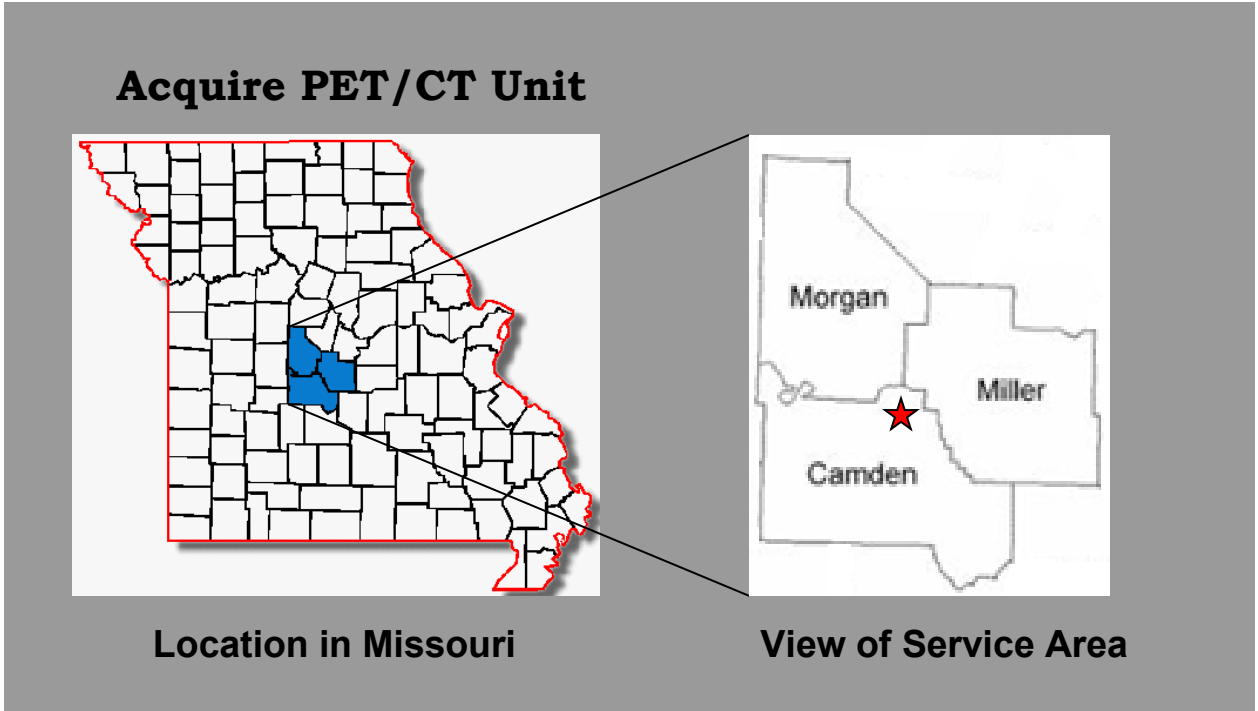 Acquire PET/CT Unit
Morgan
Miller
Camden
Location in Missouri
View of Service Area